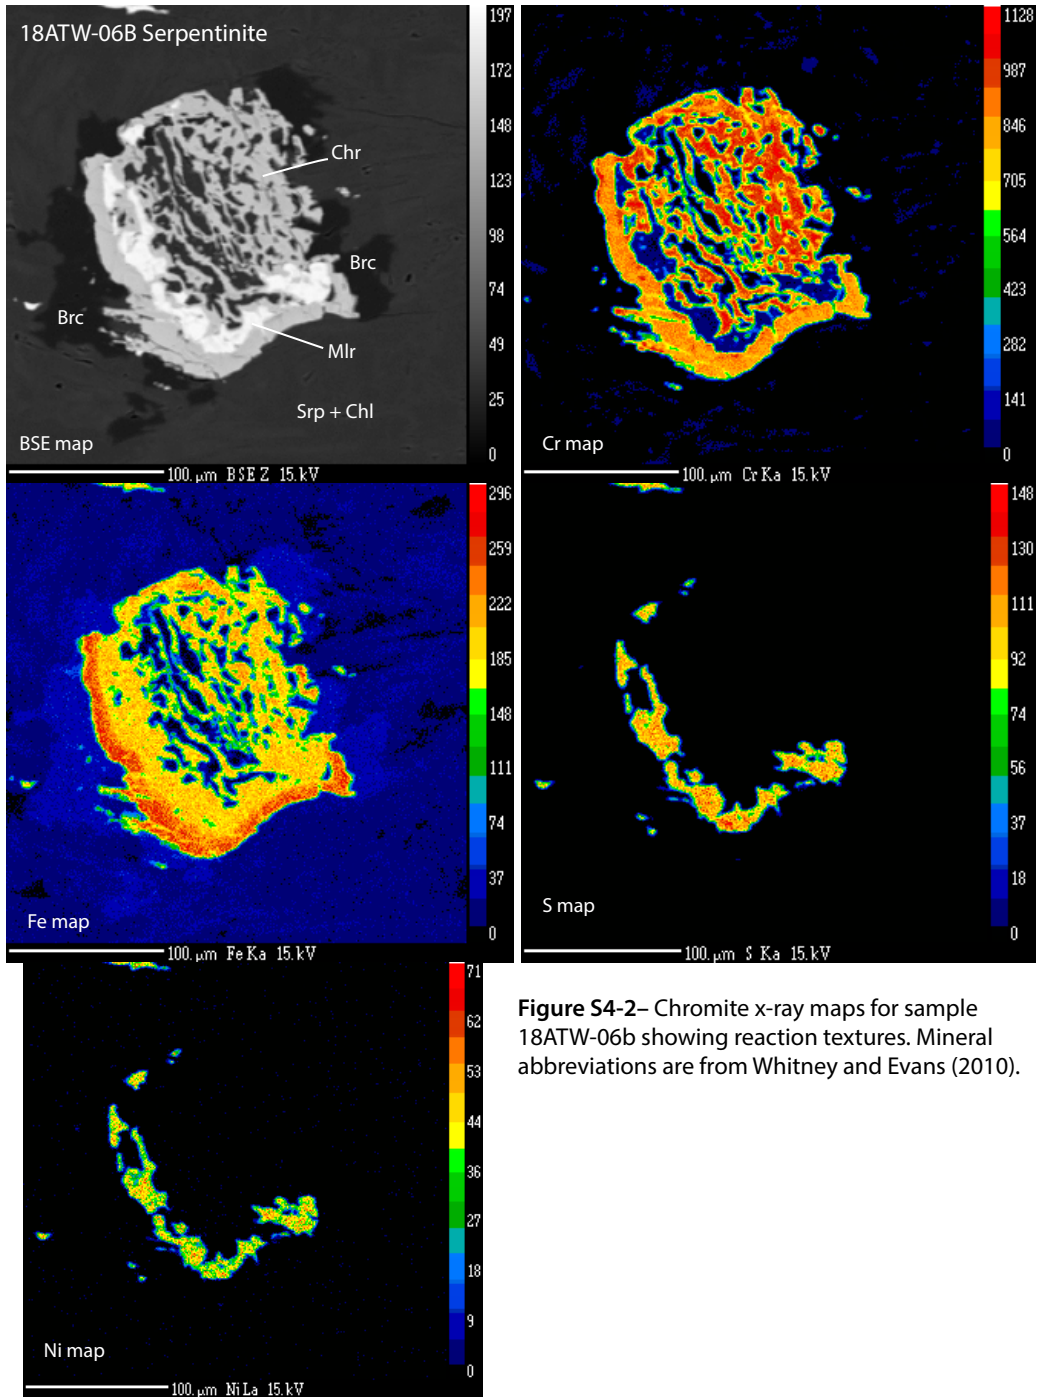 18ATW-06B Serpentinite
Chr
Brc
Brc
Mlr
Srp + Chl
BSE map
100. µm BSE Z 15. kV
197
172
148
123
98
74
49
25
0
Cr map
100. µm Cr Ka 15. kV
1128
987
846
705
564
423
282
141
0
Fe map
100. µm Fe Ka 15. kV
296
259
222
185
148
111
74
37
0
S map
100. µm S Ka 15. kV
148
130
111
92
74
56
37
18
0
Ni map
100. µm Ni La 15. kV
71
62
53
44
36
27
18
9
0
Figure S4-2– Chromite x-ray maps for sample
18ATW-06b showing reaction textures. Mineral
abbreviations are from Whitney and Evans (2010).